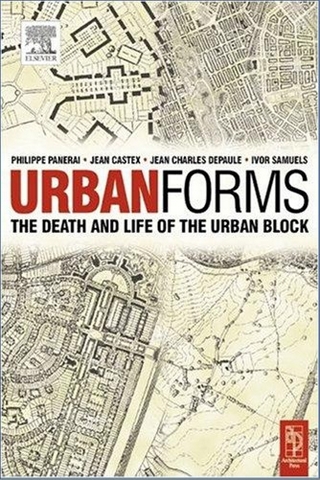 ELSEVIER
PHILIPPE PANERAI • JEAN CASTEX • JEAN CHARLES DEPAULE • IVOR SAMUELS
URBANFORMS
THE DEATH AND LIFE OF THE URBAN BLOCK
Architectural
Press